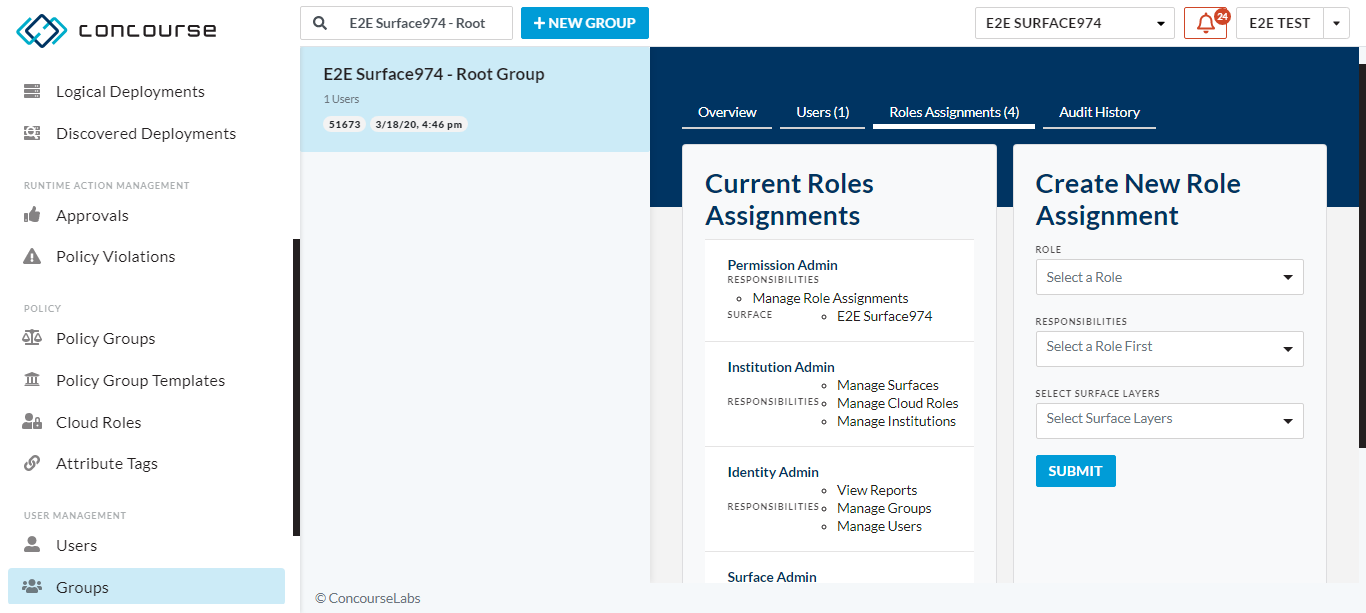 concourse
E2E Surface974 - Root
+ NEW GROUP
E2E SURFACE974
24
E2E TEST
Logical Deployments
Discovered Deployments
RUNTIME ACTION MANAGEMENT
Approvals
Policy Violations
POLICY
Policy Groups
Policy Group Templates
Cloud Roles
Attribute Tags
USER MANAGEMENT
Users
Groups
E2E Surface974 - Root Group
1 Users
51673 3/18/20, 4:46 pm
Overview Users (1) Roles Assignments (4) Audit History
Current Roles
Assignments
Permission Admin
RESPONSIBILITIES
Manage Role Assignments
SURFACE
E2E Surface974
Institution Admin
RESPONSIBILITIES
Manage Surfaces
Manage Cloud Roles
Manage Institutions
Identity Admin
RESPONSIBILITIES
View Reports
Manage Groups
Manage Users
Surface Admin
Create New Role
Assignment
ROLE
Select a Role
RESPONSIBILITIES
Select a Role First
SELECT SURFACE LAYERS
Select Surface Layers
SUBMIT
© ConcourseLabs